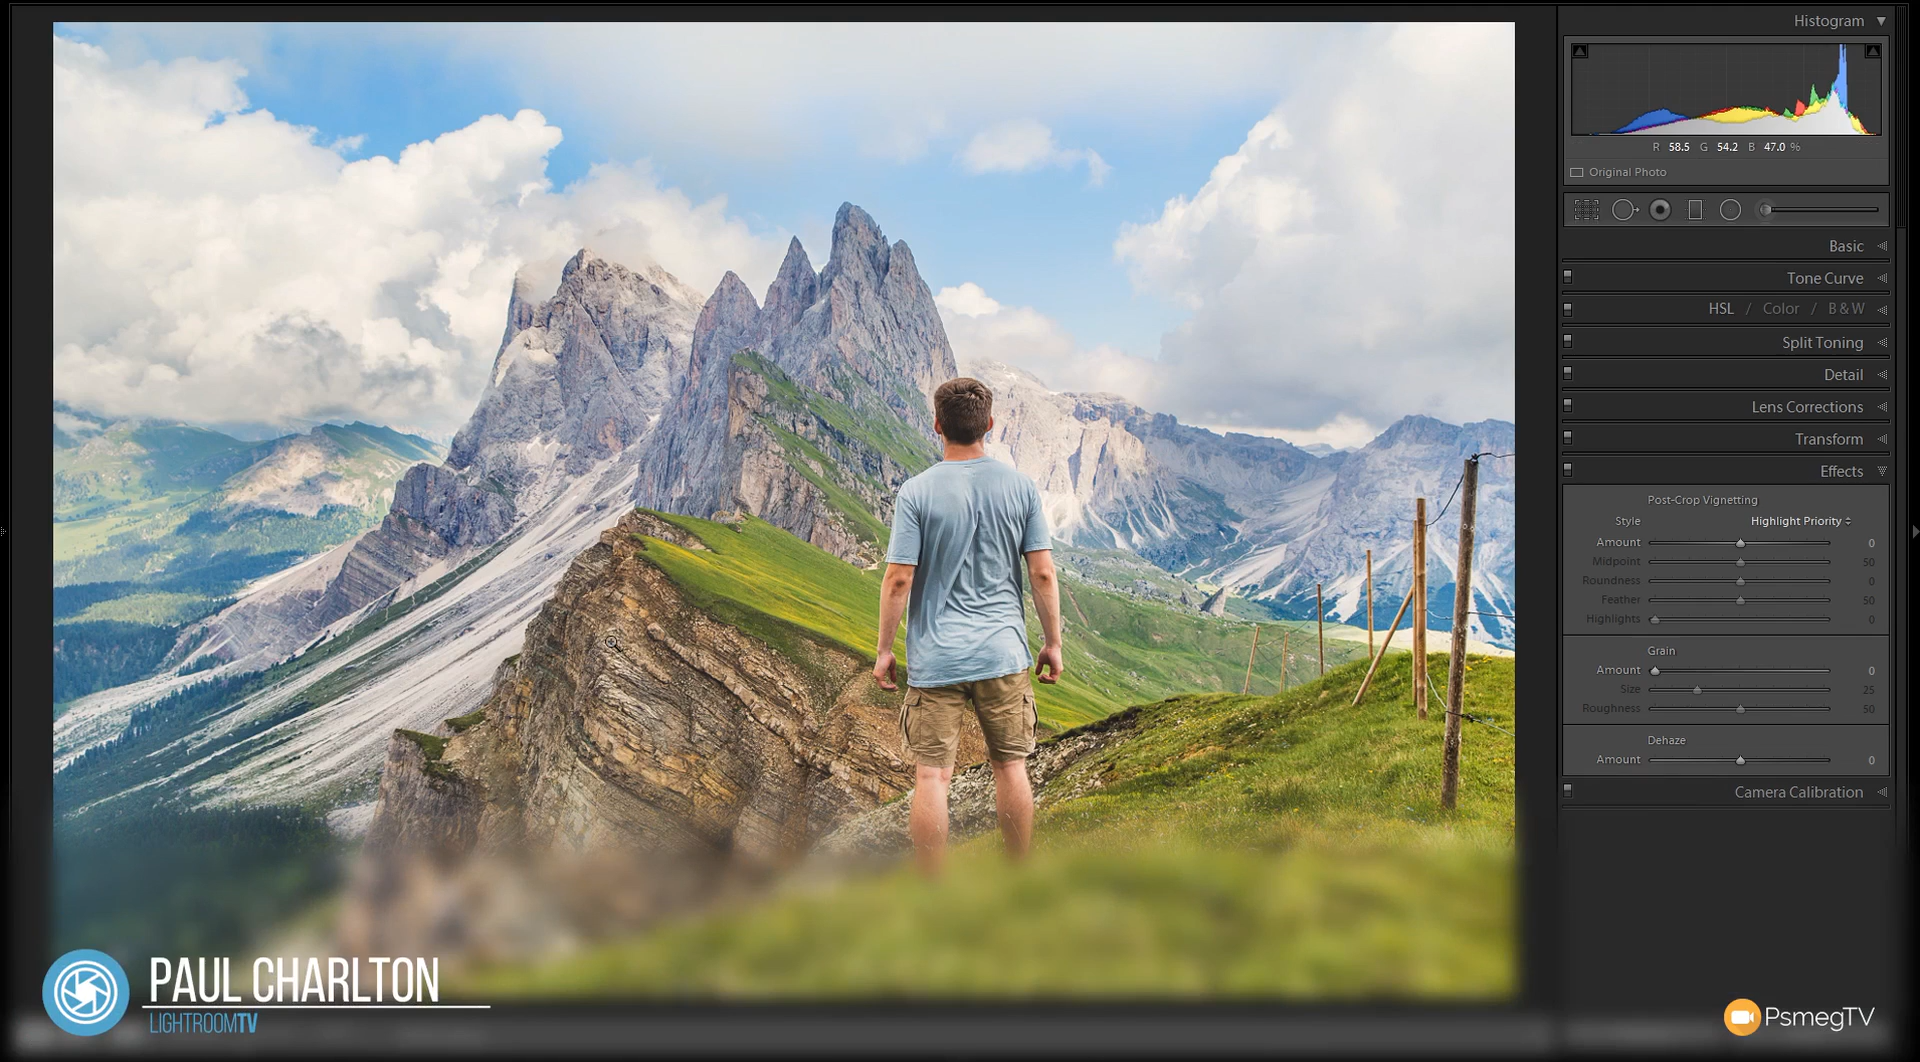 Histogram
R 58.5 G 54.2 B 47.0 %
Original Photo
Basic
Tone Curve
HSL / Color / B & W
Split Toning
Detail
Lens Corrections
Transform
Effects
Post-Crop Vignetting
Style Highlight Priority
Amount 0
Midpoint 50
Roundness 0
Feather 50
Highlights 0
Grain
Amount 0
Size 25
Roughness 50
Dehaze
Amount 0
Camera Calibration
PAUL CHARLTON
LIGHTROOMTV
PsmegTV